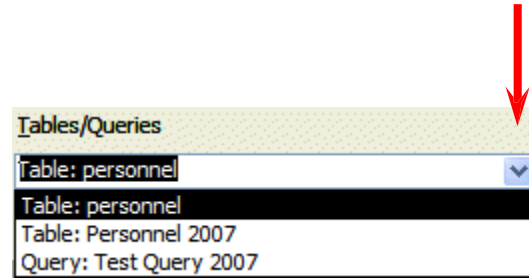 Tables/Queries
Table: personnel
Table: personnel
Table: Personnel 2007
Query: Test Query 2007